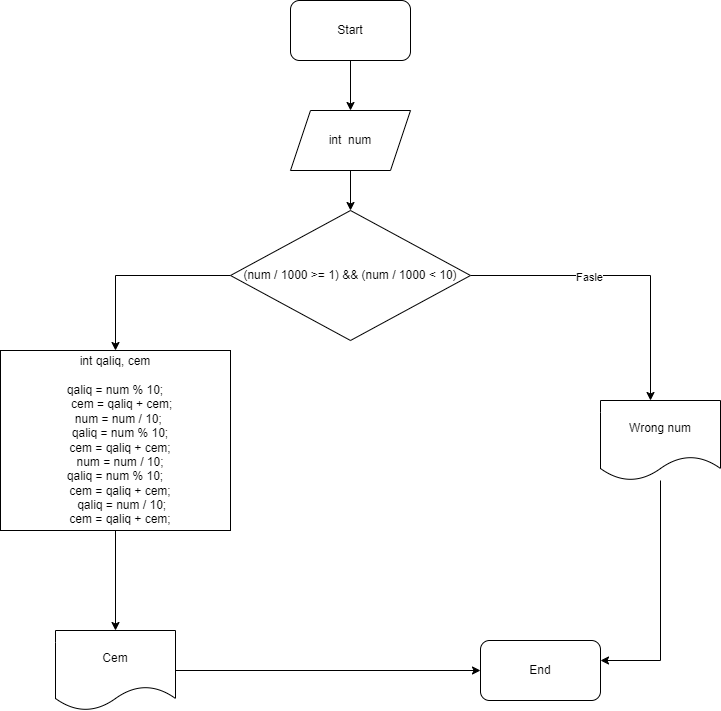 Start
int num
(num / 1000 >= 1) && (num / 1000 < 10)
Fasle
int qaliq, cem
qaliq = num % 10;
cem = qaliq + cem;
num = num / 10;
qaliq = num % 10;
cem = qaliq + cem;
num = num / 10;
qaliq = num % 10;
cem = qaliq + cem;
qaliq = num / 10;
cem = qaliq + cem;
Wrong num
Cem
End